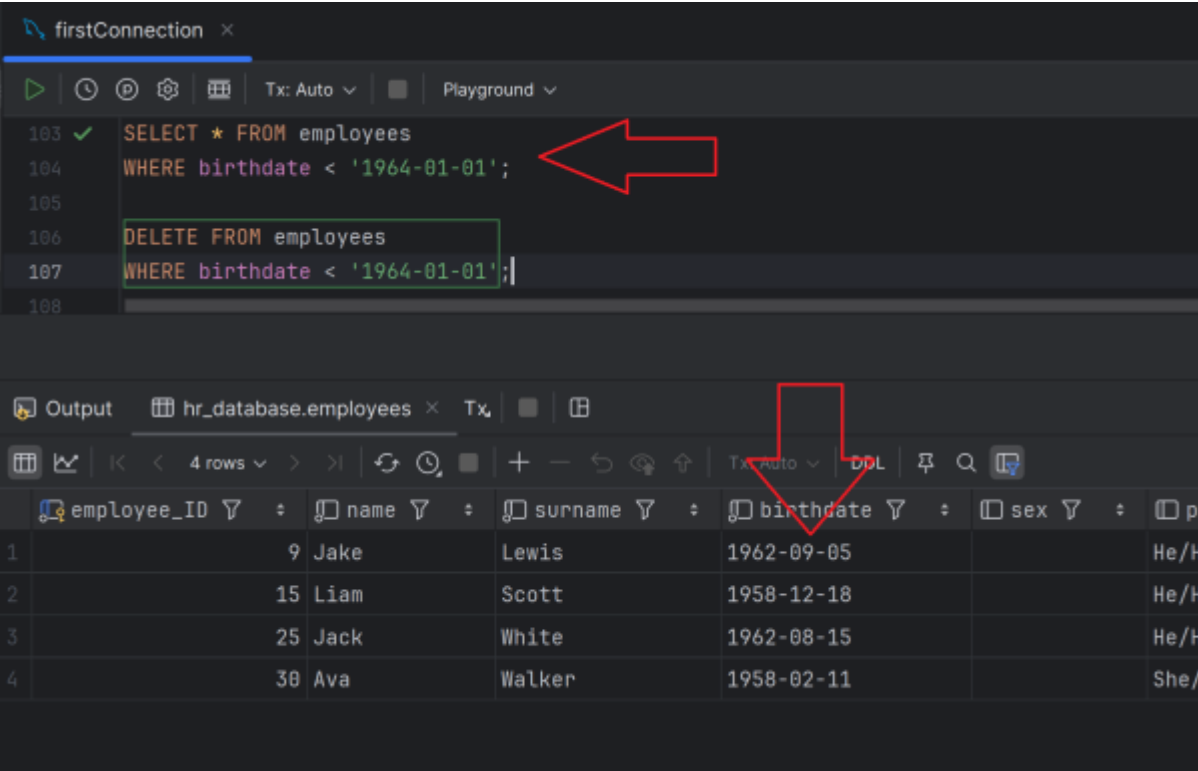 firstConnection
Tx: Auto Playground
103 SELECT * FROM employees
104 WHERE birthdate < '1964-01-01';
105
106 DELETE FROM employees
107 WHERE birthdate < '1964-01-01';
108
Output hr_database.employees Tx
4 rows Tx: Auto DDL
employee_ID name surname birthdate sex p
1 9 Jake Lewis 1962-09-05 He/H
2 15 Liam Scott 1958-12-18 He/H
3 25 Jack White 1962-08-15 He/H
4 30 Ava Walker 1958-02-11 She/